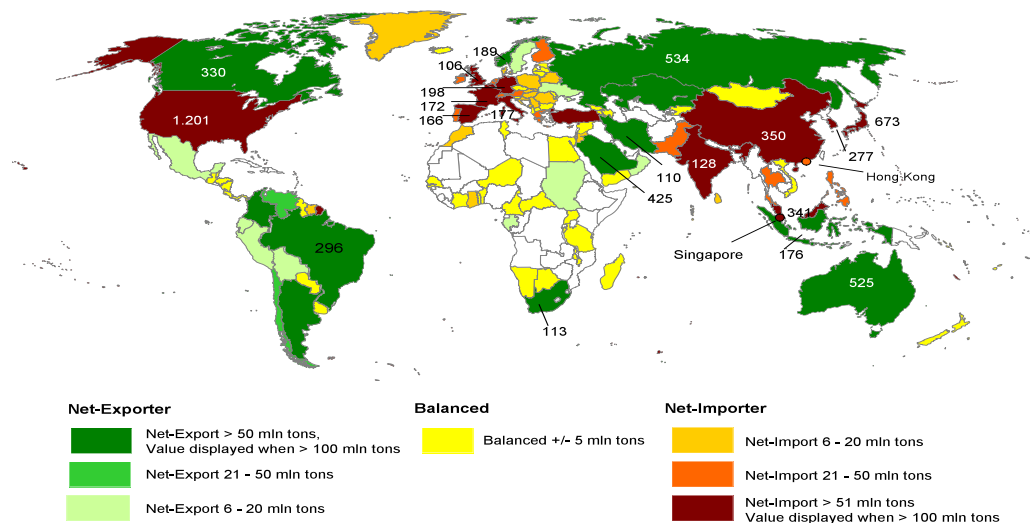 189
330
534
106
198
1.201
172
177
166
350
673
128
277
110
Hong-Kong
425
341
296
Singapore
176
525
113
Net-Exporter
Balanced
Net-Importer
Net-Export > 50 mln tons,
Value displayed when > 100 mln tons
Balanced +/- 5 mln tons
Net-Import 6 - 20 mln tons
Net-Export 21 - 50 mln tons
Net-Import 21 - 50 mln tons
Net-Export 6 - 20 mln tons
Net-Import > 51 mln tons
Value displayed when > 100 mln tons